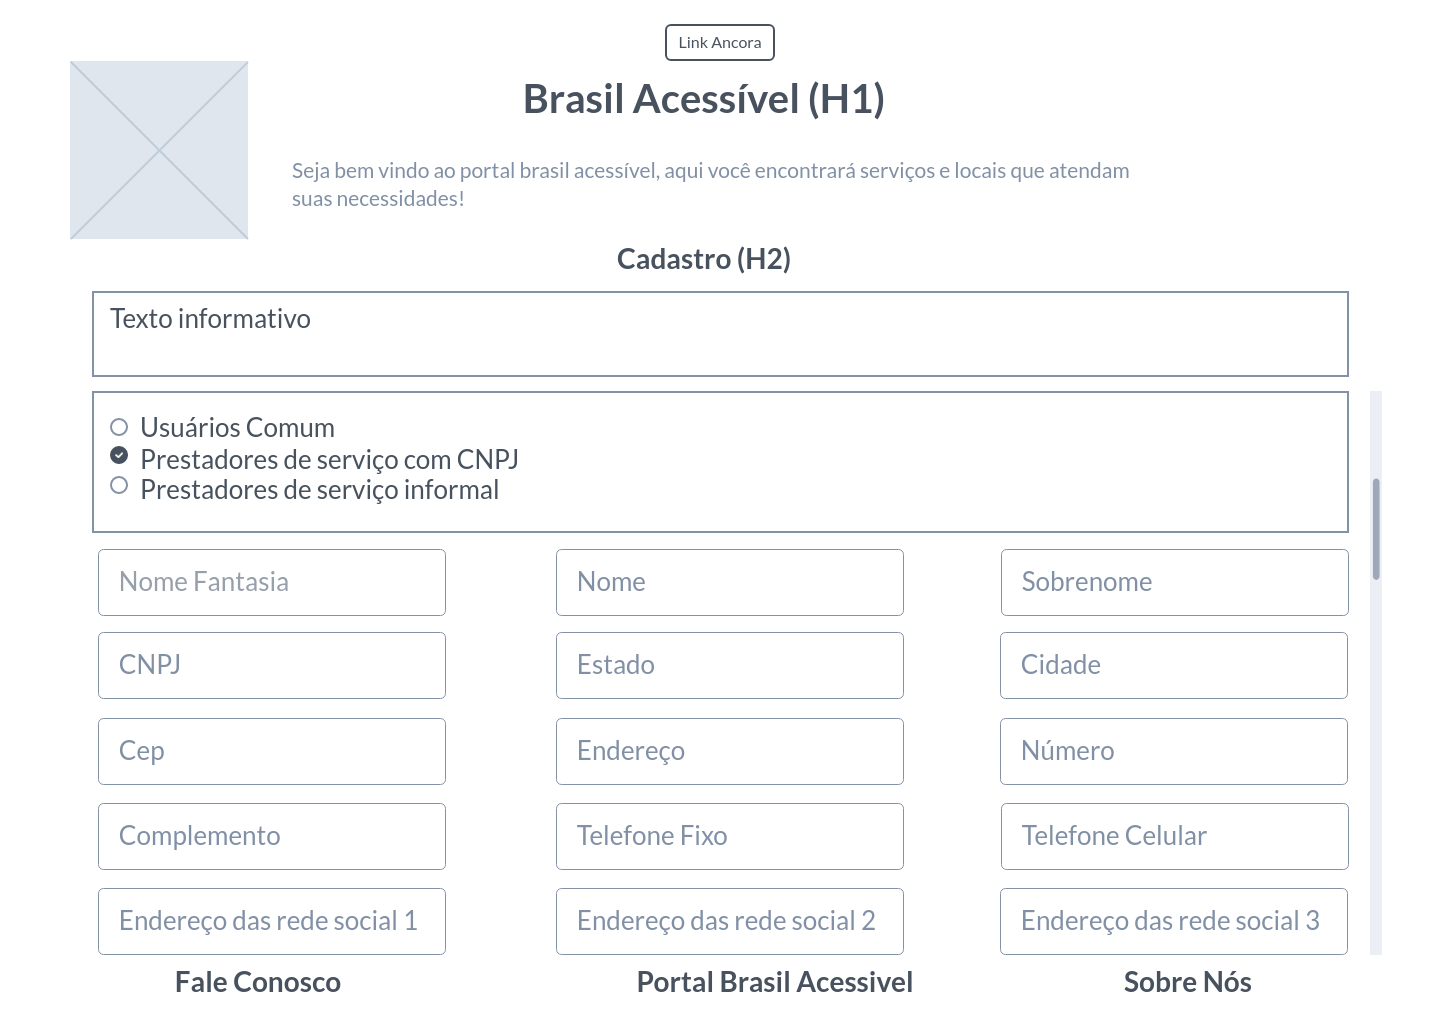 Link Ancora
Brasil Acessível (H1)
Seja bem vindo ao portal brasil acessível, aqui você encontrará serviços e locais que atendam
suas necessidades!
Cadastro (H2)
Texto informativo
Usuários Comum
Prestadores de serviço com CNPJ
Prestadores de serviço informal
Nome Fantasia
Nome
Sobrenome
CNPJ
Estado
Cidade
Cep
Endereço
Número
Complemento
Telefone Fixo
Telefone Celular
Endereço das rede social 1
Endereço das rede social 2
Endereço das rede social 3
Fale Conosco
Portal Brasil Acessivel
Sobre Nós